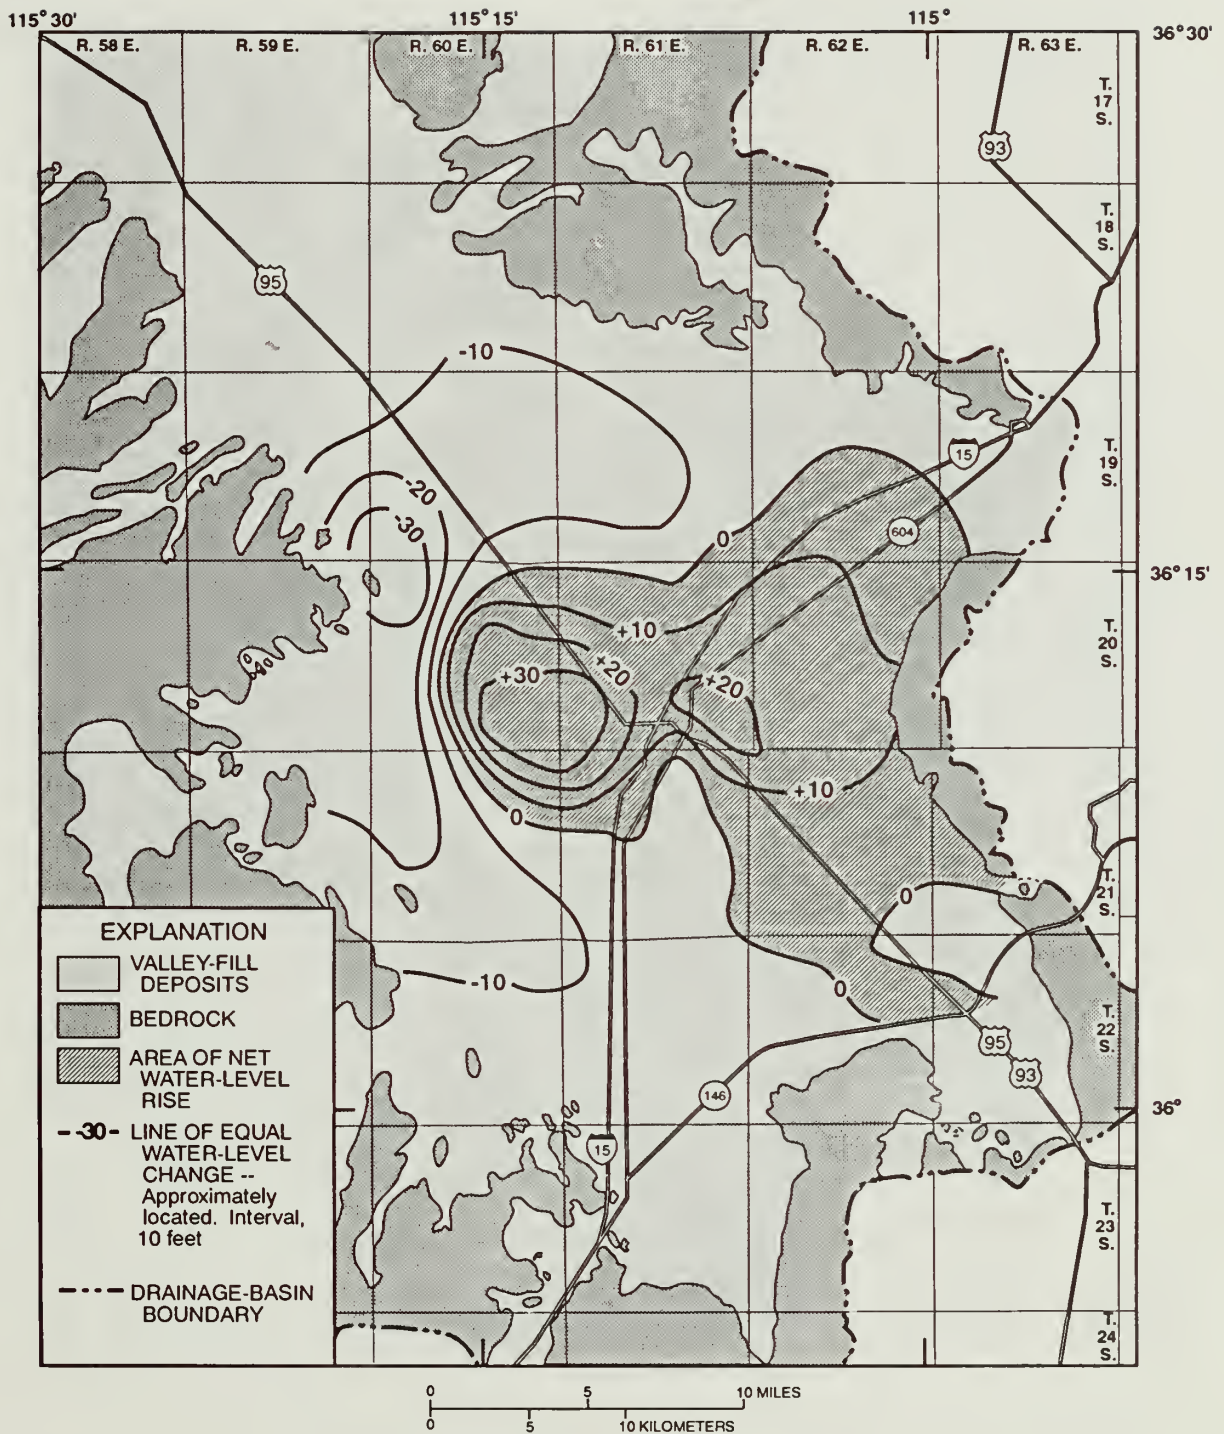 115° 30'
115° 15'
115°
36° 30'
R. 58 E.
R. 59 E.
R. 60 E.
R. 61 E.
R. 62 E.
R. 63 E.
T.
17
S.
93
T.
18
S.
95
-10
15
T.
19
S.
-20
-30
0
604
36° 15'
+10
T.
20
S.
+20
+30
+20
+10
0
0
T.
21
S.
-10
0
T.
22
S.
95
93
146
36°
15
T.
23
S.
T.
24
S.
EXPLANATION
VALLEY-FILL
DEPOSITS
BEDROCK
AREA OF NET
WATER-LEVEL
RISE
-30
LINE OF EQUAL
WATER-LEVEL
CHANGE --
Approximately
located. Interval,
10 feet
DRAINAGE-BASIN
BOUNDARY
0 5 10 MILES
0 5 10 KILOMETERS